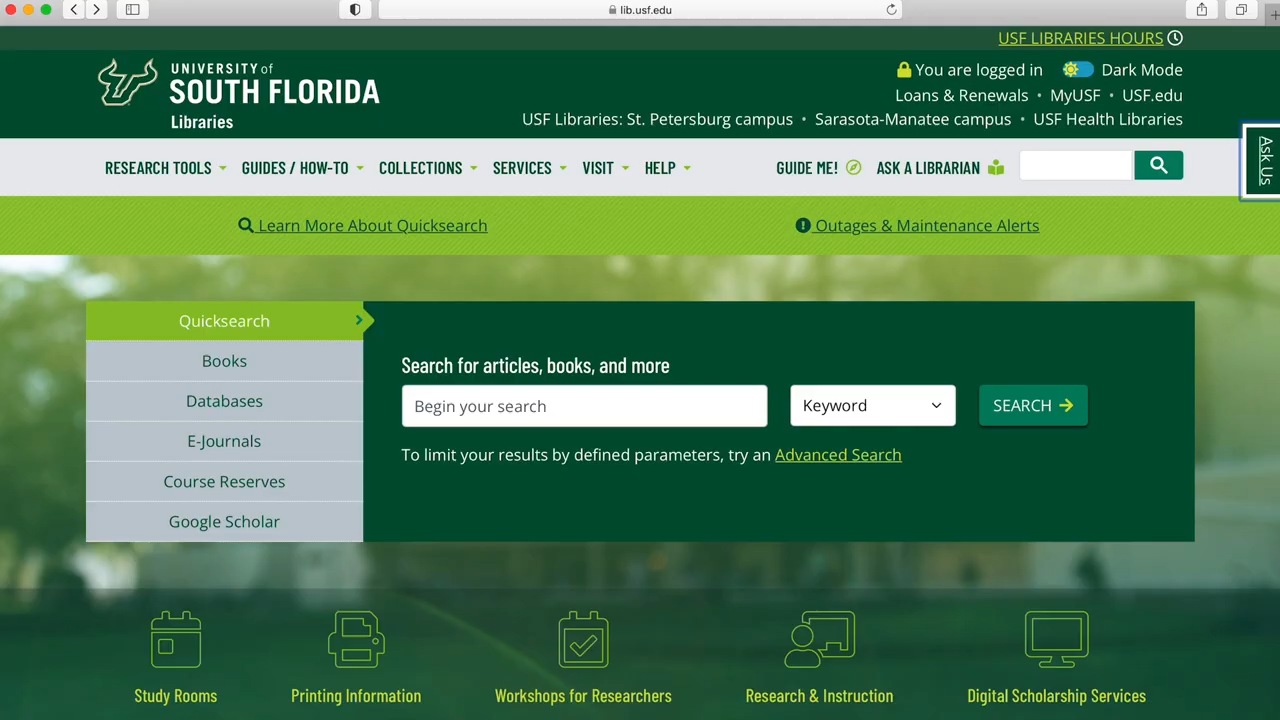 lib.usf.edu
USF LIBRARIES HOURS
UNIVERSITY of
SOUTH FLORIDA
Libraries
You are logged in
Dark Mode
Loans & Renewals • MyUSF • USF.edu
USF Libraries: St. Petersburg campus • Sarasota-Manatee campus • USF Health Libraries
Ask Us
RESEARCH TOOLS GUIDES / HOW-TO COLLECTIONS SERVICES VISIT HELP GUIDE ME! ASK A LIBRARIAN
Learn More About Quicksearch
Outages & Maintenance Alerts
Quicksearch
Books
Databases
E-Journals
Course Reserves
Google Scholar
Search for articles, books, and more
Begin your search
Keyword
SEARCH
To limit your results by defined parameters, try an Advanced Search
Study Rooms
Printing Information
Workshops for Researchers
Research & Instruction
Digital Scholarship Services